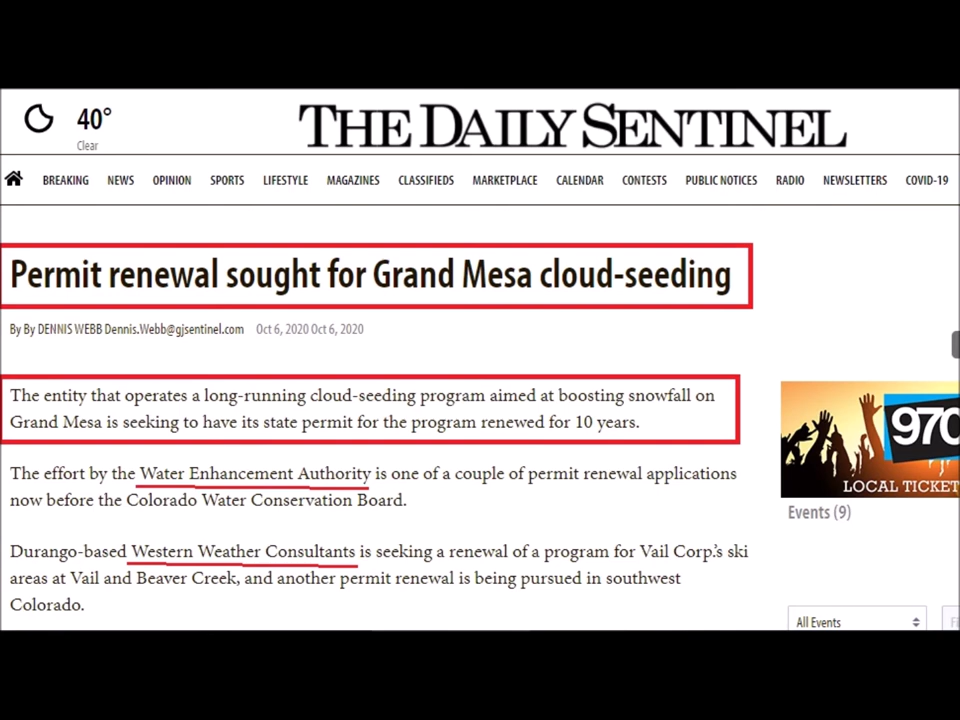 40°
Clear
THE DAILY SENTINEL
BREAKING NEWS OPINION SPORTS LIFESTYLE MAGAZINES CLASSIFIEDS MARKETPLACE CALENDAR CONTESTS PUBLIC NOTICES RADIO NEWSLETTERS COVID-19
Permit renewal sought for Grand Mesa cloud-seeding
By By DENNIS WEBB Dennis.Webb@gjsentinel.com Oct 6, 2020 Oct 6, 2020
The entity that operates a long-running cloud-seeding program aimed at boosting snowfall on
Grand Mesa is seeking to have its state permit for the program renewed for 10 years.
The effort by the Water Enhancement Authority is one of a couple of permit renewal applications
now before the Colorado Water Conservation Board.
Durango-based Western Weather Consultants is seeking a renewal of a program for Vail Corp.'s ski
areas at Vail and Beaver Creek, and another permit renewal is being pursued in southwest
Colorado.
970
LOCAL TICKET
Events (9)
All Events